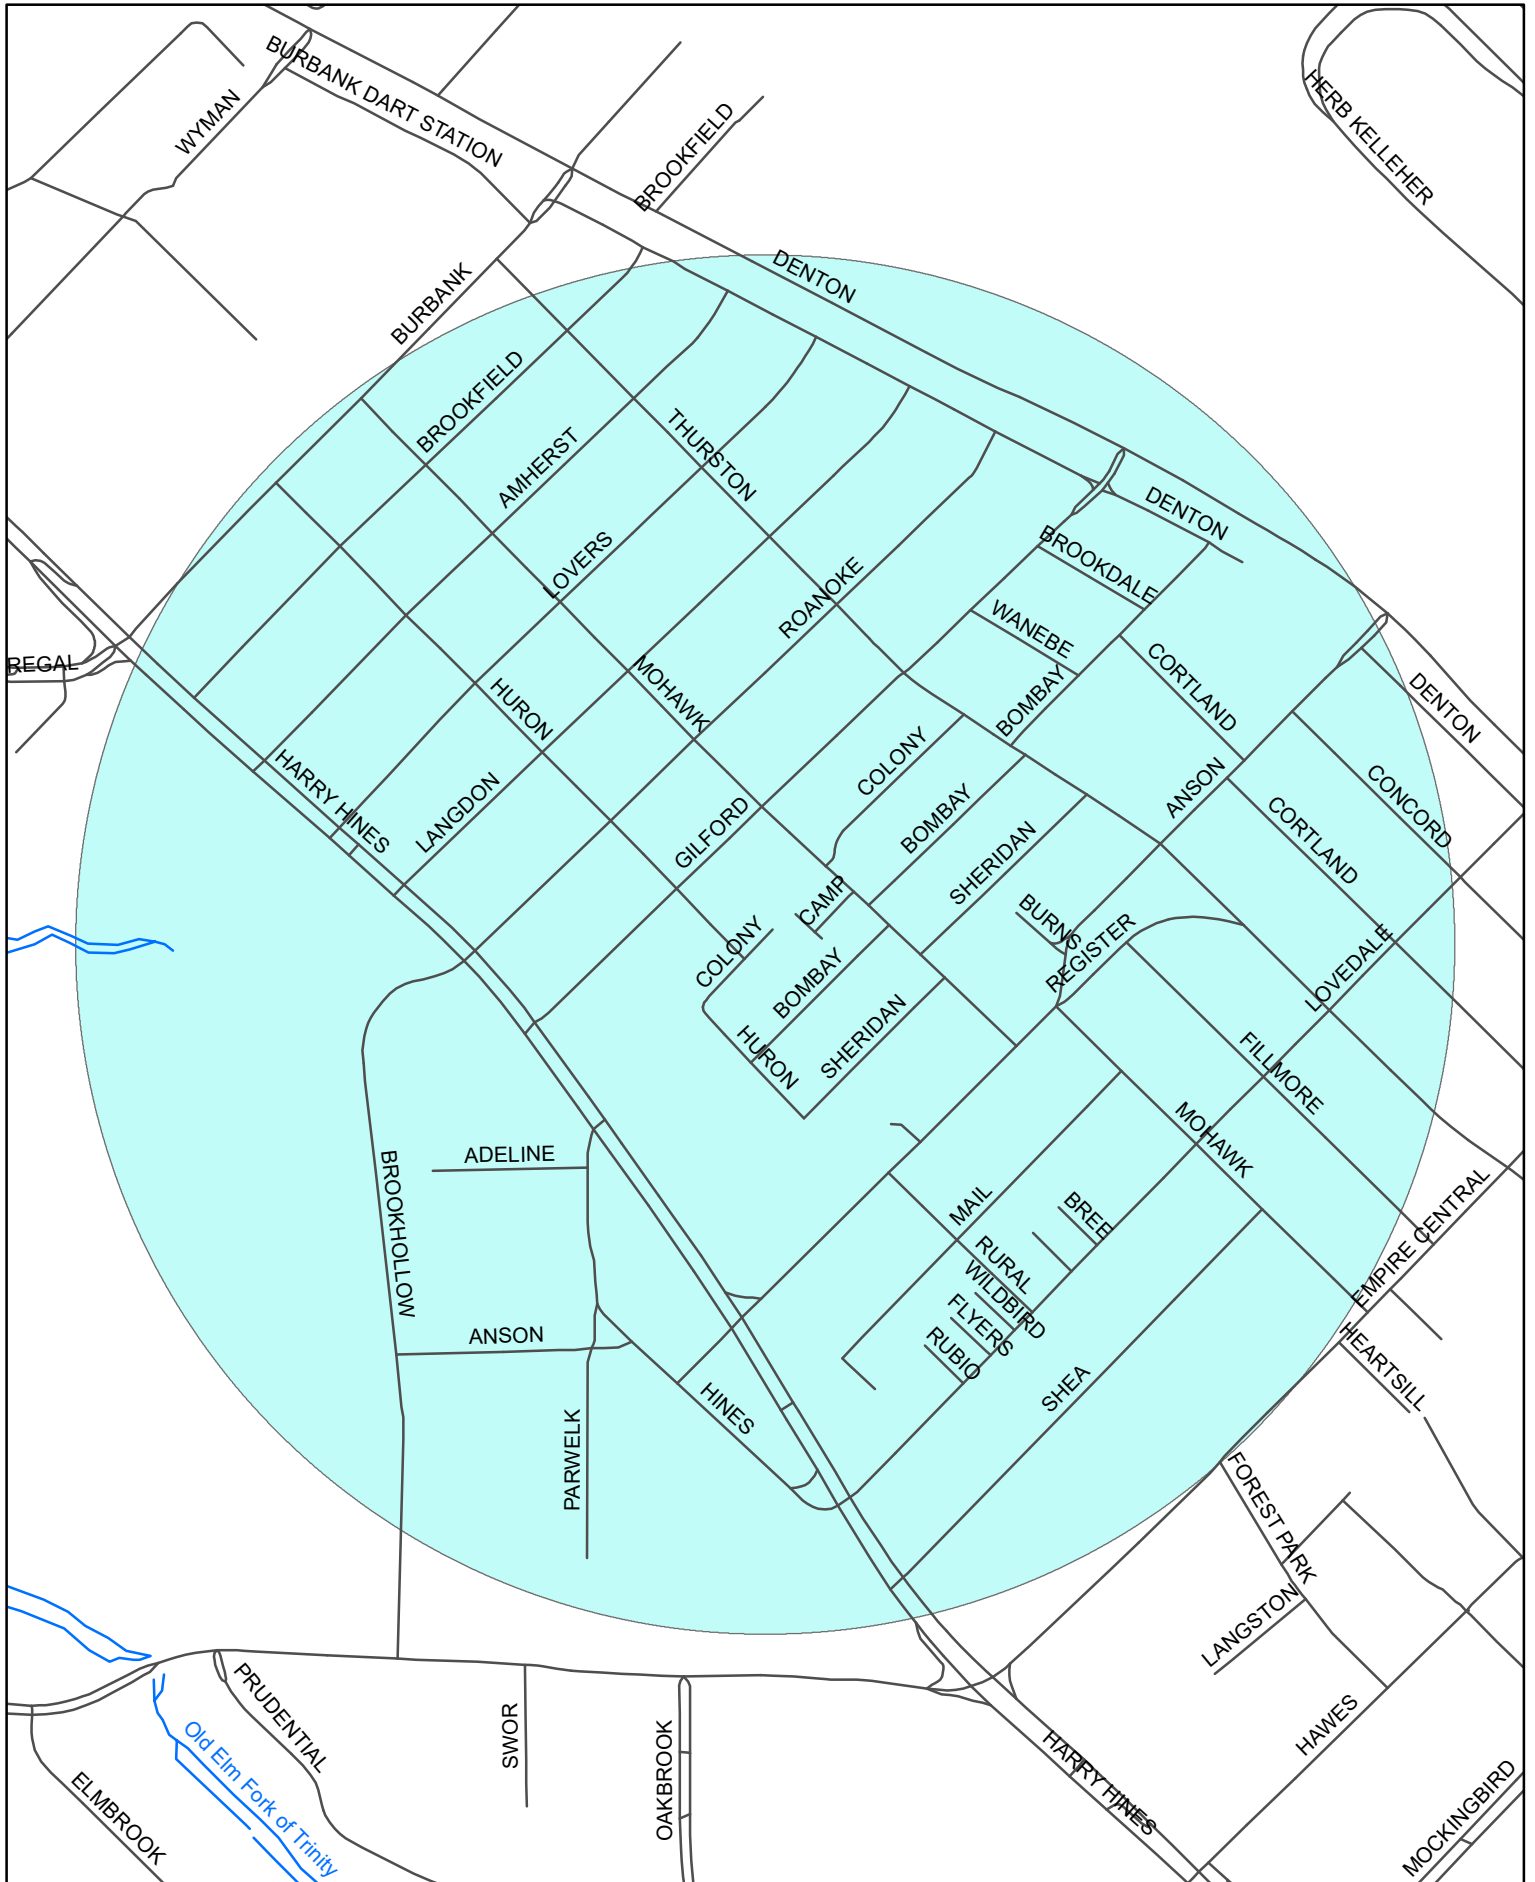 BURBANK DART STATION
WYMAN
BROOKFIELD
HERB KELLEHER
BURBANK
DENTON
BROOKFIELD
THURSTON
AMHERST
DENTON
LOVERS
BROOKDALE
ROANOKE
WANEBE
REGAL
MOHAWK
HURON
BOMBAY
CORTLAND
DENTON
COLONY
ANSON
HARRY HINES
LANGDON
GILFORD
BOMBAY
CONCORD
CORTLAND
SHERIDAN
CAMP
BURNS
COLONY
REGISTER
LOVEDALE
BOMBAY
SHERIDAN
HURON
FILLMORE
MOHAWK
ADELINE
BROOKHOLLOW
MAIL
BREE
RURAL
WILDBIRD
EMPIRE CENTRAL
FLYERS
RUBIO
ANSON
HEARTSILL
SHEA
HINES
PARWELK
FOREST PARK
LANGSTON
PRUDENTIAL
SWOR
OAKBROOK
HAWES
HARRY HINES
Old Elm Fork of Trinity
ELMBROOK
MOCKINGBIRD